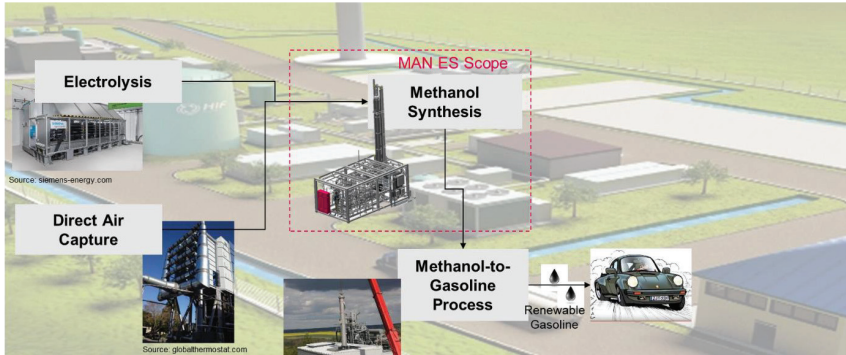 MAN ES Scope
Electrolysis
Methanol
Synthesis
HIF
Source: siemens-energy.com
Direct Air
Capture
Methanol-to-
Gasoline
Process
Renewable
Gasoline
Source: globalthermostat.com